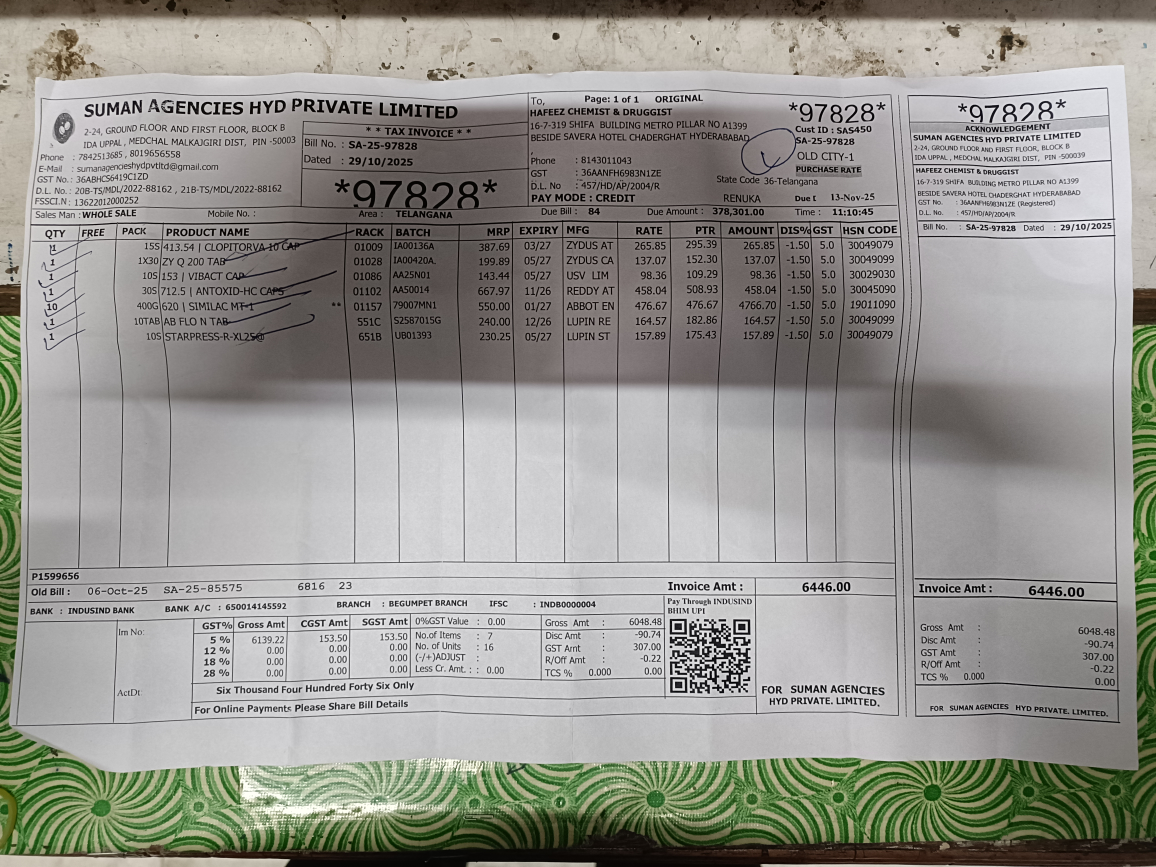 SUMAN AGENCIES HYD PRIVATE LIMITED
2-24, GROUND FLOOR AND FIRST FLOOR, BLOCK B
IDA UPPAL , MEDCHAL MALKAJGIRI DIST, PIN -50003
Phone : 7842513685 , 8019656558
E-Mail : sumanagencieshydpvtltd@gmail.com
GST No. : 36ABHCS6419C1ZD
D.L. No. : 20B-TS/MDL/2022-88162 , 21B-TS/MDL/2022-88162
FSSCI.N : 13622012000252
* * TAX INVOICE * *
Bill No. : SA-25-97828
Dated : 29/10/2025
*97828*
To, Page: 1 of 1 ORIGINAL
HAFEEZ CHEMIST & DRUGGIST
16-7-319 SHIFA BUILDING METRO PILLAR NO A1399
BESIDE SAVERA HOTEL CHADERGHAT HYDERABABAD
Phone : 8143011043
GST : 36AANFH6983N1ZE
D.L. No : 457/HD/AP/2004/R
PAY MODE : CREDIT
*97828*
Cust ID : SAS450
SA-25-97828
OLD CITY-1
PURCHASE RATE
State Code 36-Telangana
RENUKA Due I 13-Nov-25
Sales Man : WHOLE SALE Mobile No. : Area : TELANGANA Due Bill : 84 Due Amount : 378,301.00 Time : 11:10:45
QTY FREE PACK PRODUCT NAME RACK BATCH MRP EXPIRY MFG RATE PTR AMOUNT DIS% GST HSN CODE
1 15S 413.54 | CLOPITORVA 10 CAP 01009 IA00136A 387.69 03/27 ZYDUS AT 265.85 295.39 265.85 -1.50 5.0 30049079
1 1X30 ZY Q 200 TAB 01028 IA00420A. 199.89 05/27 ZYDUS CA 137.07 152.30 137.07 -1.50 5.0 30049099
1 10S 153 | VIBACT CAP 01086 AA25N01 143.44 05/27 USV LIM 98.36 109.29 98.36 -1.50 5.0 30029030
1 30S 712.5 | ANTOXID-HC CAPS 01102 AA50014 667.97 11/26 REDDY AT 458.04 508.93 458.04 -1.50 5.0 30045090
10 400G 620 | SIMILAC MT-1 ** 01157 79007MN1 550.00 01/27 ABBOT EN 476.67 476.67 4766.70 -1.50 5.0 19011090
1 10TAB AB FLO N TAB 551C S2587015G 240.00 12/26 LUPIN RE 164.57 182.86 164.57 -1.50 5.0 30049099
1 10S STARPRESS-R-XL25@ 651B UB01393 230.25 05/27 LUPIN ST 157.89 175.43 157.89 -1.50 5.0 30049079
P1599656
Old Bill : 06-Oct-25 SA-25-85575 6816 23
Invoice Amt : 6446.00
BANK : INDUSIND BANK BANK A/C : 650014145592 BRANCH : BEGUMPET BRANCH IFSC : INDB0000004
Im No:
ActDt
GST% Gross Amt CGST Amt SGST Amt
5 % 6139.22 153.50 153.50
12 % 0.00 0.00 0.00
18 % 0.00 0.00 0.00
28 % 0.00 0.00 0.00
0%GST Value : 0.00
No.of Items : 7
No.of Units : 16
(-/+)ADJUST :
Less Cr. Amt. : : 0.00
Gross Amt : 6048.48
Disc Amt : -90.74
GST Amt : 307.00
R/Off Amt : -0.22
TCS % 0.000 0.00
Six Thousand Four Hundred Forty Six Only
For Online Payments Please Share Bill Details
Pay Through INDUSIND
BHIM UPI
FOR SUMAN AGENCIES
HYD PRIVATE. LIMITED.
*97828*
ACKNOWLEDGEMENT
SUMAN AGENCIES HYD PRIVATE LIMITED
2-24, GROUND FLOOR AND FIRST FLOOR, BLOCK B
IDA UPPAL , MEDCHAL MALKAJGIRI DIST, PIN -500039
HAFEEZ CHEMIST & DRUGGIST
16-7-319 SHIFA BUILDING METRO PILLAR NO A1399
BESIDE SAVERA HOTEL CHADERGHAT HYDERABABAD
GST No. : 36AANFH6983N1ZE (Registered)
D.L. No. : 457/HD/AP/2004/R
Bill No. : SA-25-97828 Dated : 29/10/2025
Invoice Amt : 6446.00
Gross Amt : 6048.48
Disc Amt : -90.74
GST Amt : 307.00
R/Off Amt : -0.22
TCS % 0.000 0.00
FOR SUMAN AGENCIES HYD PRIVATE. LIMITED.